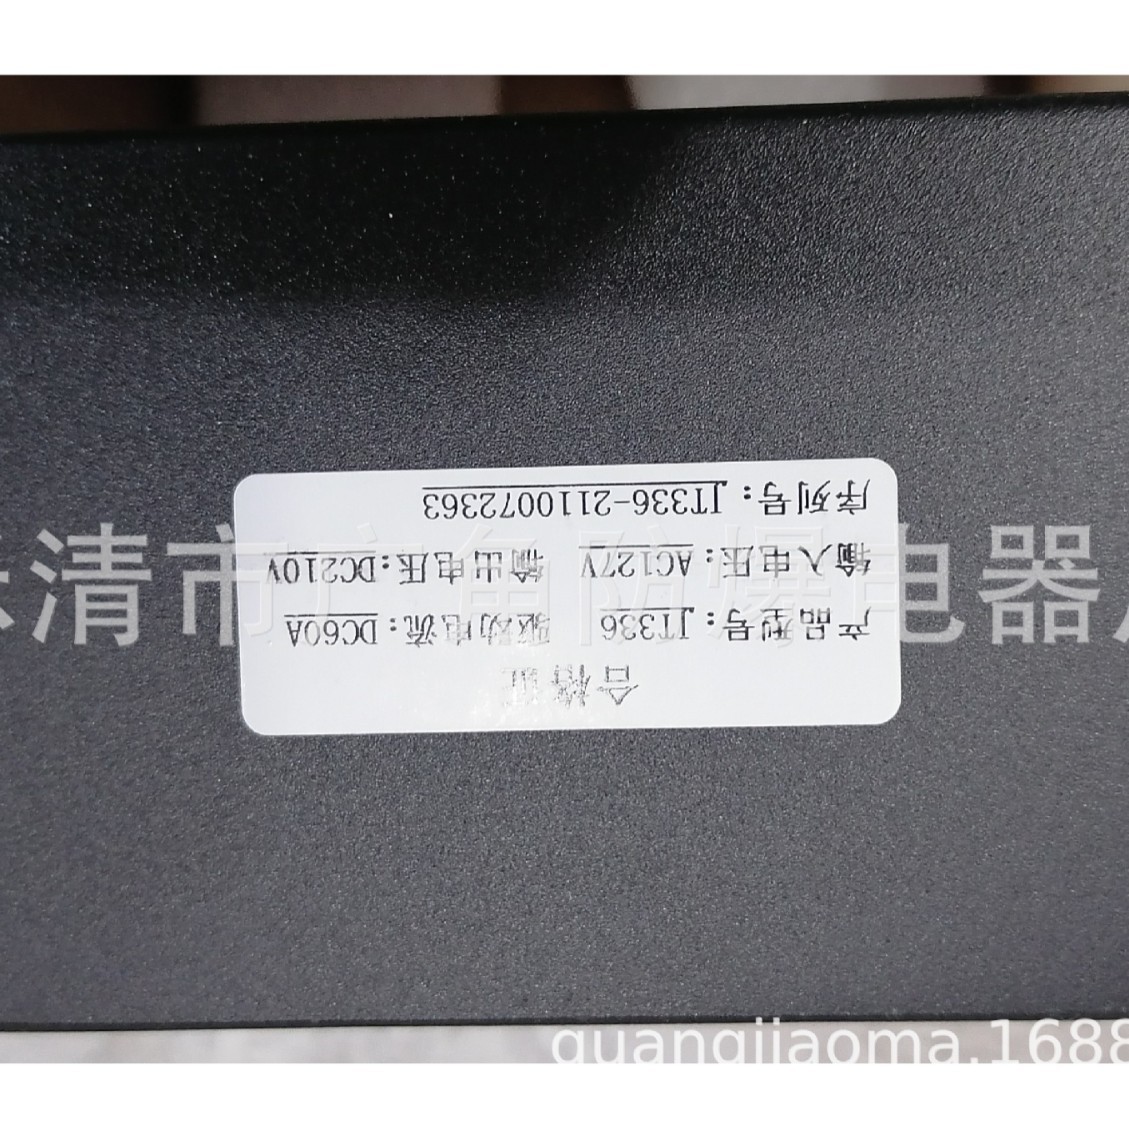 合格证
产品型号：JT336 驱动电流：DC60A
输入电压：AC127V 输出电压：DC210V
序列号：JT336-2110072363
清市广角防爆电器
guangjiaoma.1688